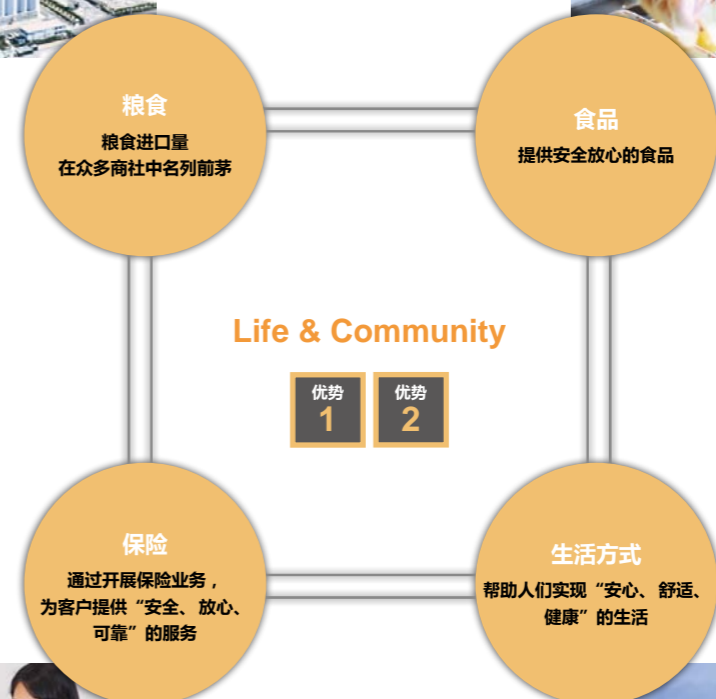 粮食
粮食进口量
在众多商社中名列前茅
食品
提供安全放心的食品
Life & Community
优势
1
优势
2
保险
通过开展保险业务，
为客户提供“安全、放心、
可靠”的服务
生活方式
帮助人们实现“安心、舒适、
健康”的生活